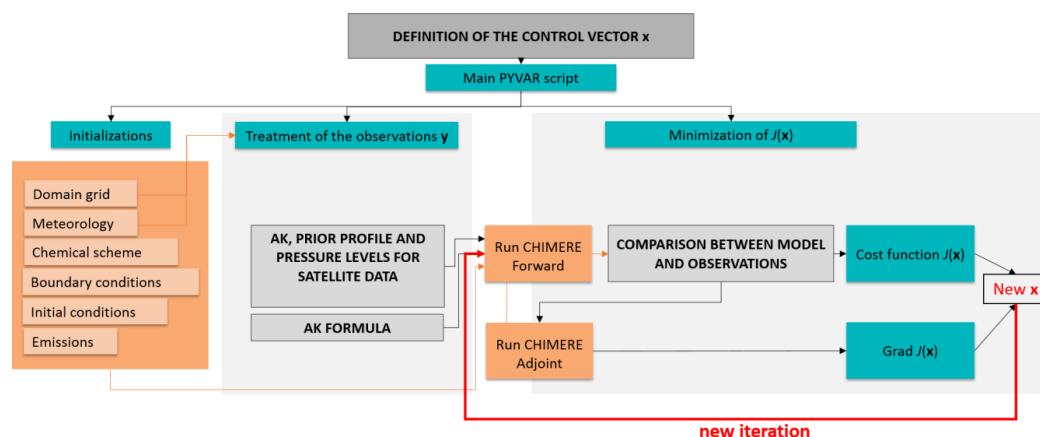 DEFINITION OF THE CONTROL VECTOR x
Main PYVAR script
Initializations
Treatment of the observations y
Minimization of J(x)
Domain grid
Meteorology
Chemical scheme
Boundary conditions
Initial conditions
Emissions
AK, PRIOR PROFILE AND
PRESSURE LEVELS FOR
SATELLITE DATA
AK FORMULA
Run CHIMERE
Forward
COMPARISON BETWEEN MODEL
AND OBSERVATIONS
Cost function J(x)
New x
Run CHIMERE
Adjoint
Grad J(x)
new iteration